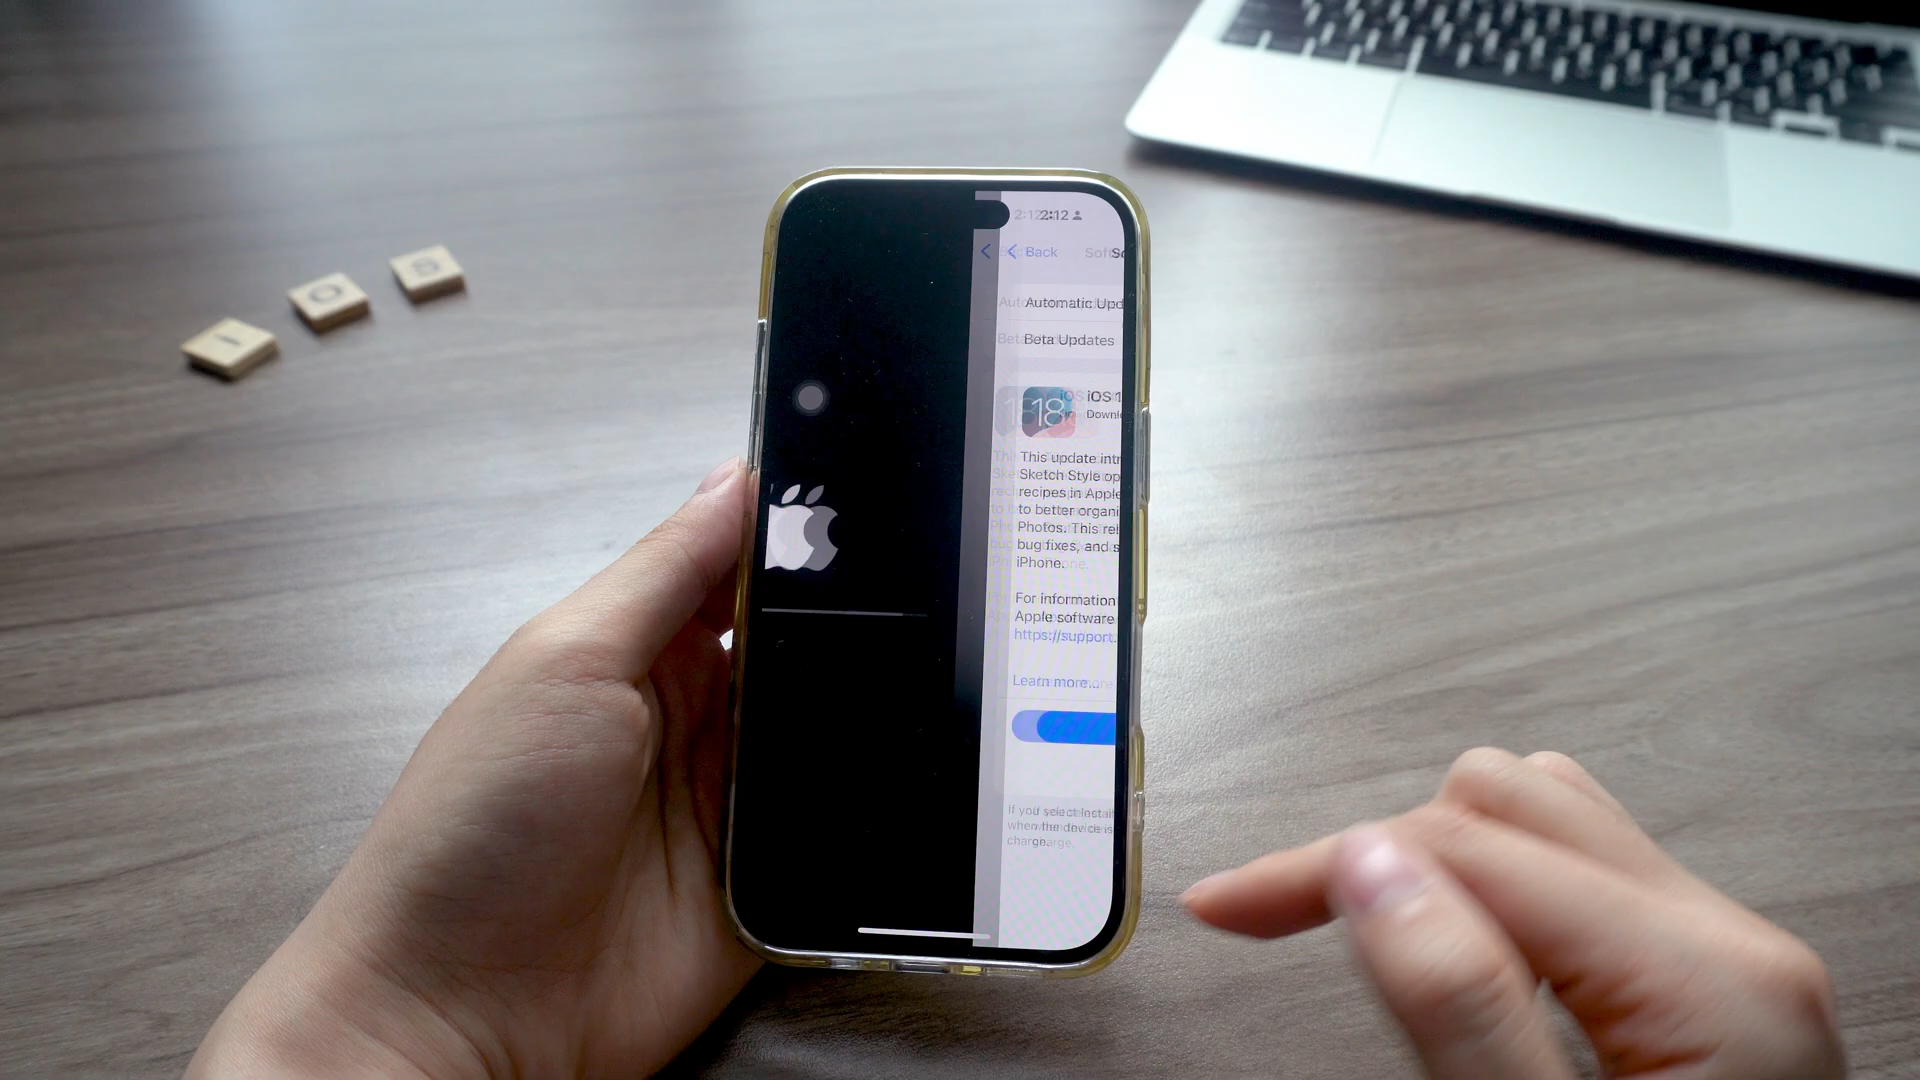 I
O
S
2:12
Back
Automatic Upd
Beta Updates
18
iOS 1
Downl
This update intr
Sketch Style op
recipes in Apple
to better organi
Photos. This rel
bug fixes, and s
iPhone.
For information
Apple software
https://support.
Learn more...
If you select Install
when the device is
charge.